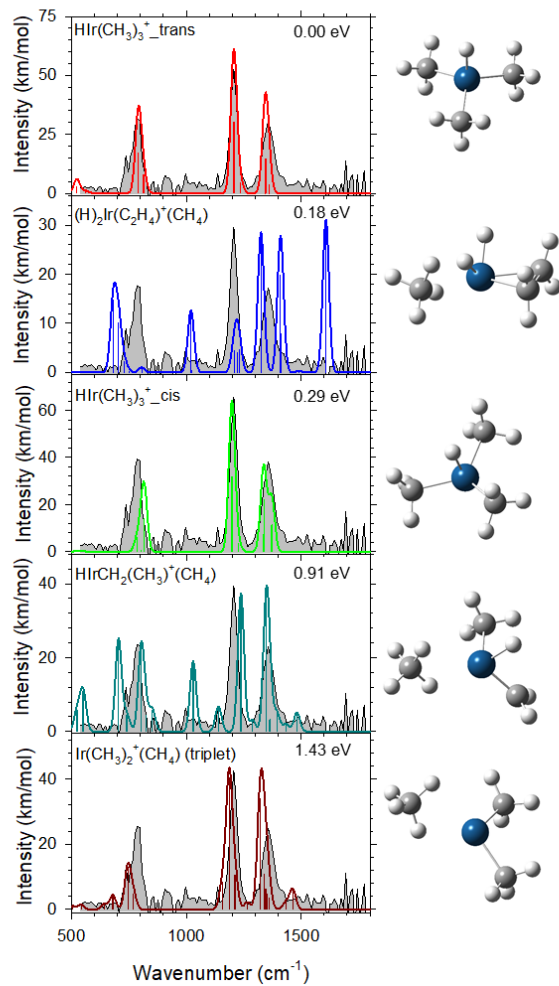 HIr(CH₃)₃⁺_trans 0.00 eV
75
50
25
0
Intensity (km/mol)
(H)₂Ir(C₂H₄)⁺(CH₄) 0.18 eV
30
20
10
0
Intensity (km/mol)
HIr(CH₃)₃⁺_cis 0.29 eV
60
40
20
0
Intensity (km/mol)
HIrCH₂(CH₃)⁺(CH₄) 0.91 eV
40
20
0
Intensity (km/mol)
Ir(CH₃)₂⁺(CH₄) (triplet) 1.43 eV
40
20
0
Intensity (km/mol)
500 1000 1500
Wavenumber (cm⁻¹)